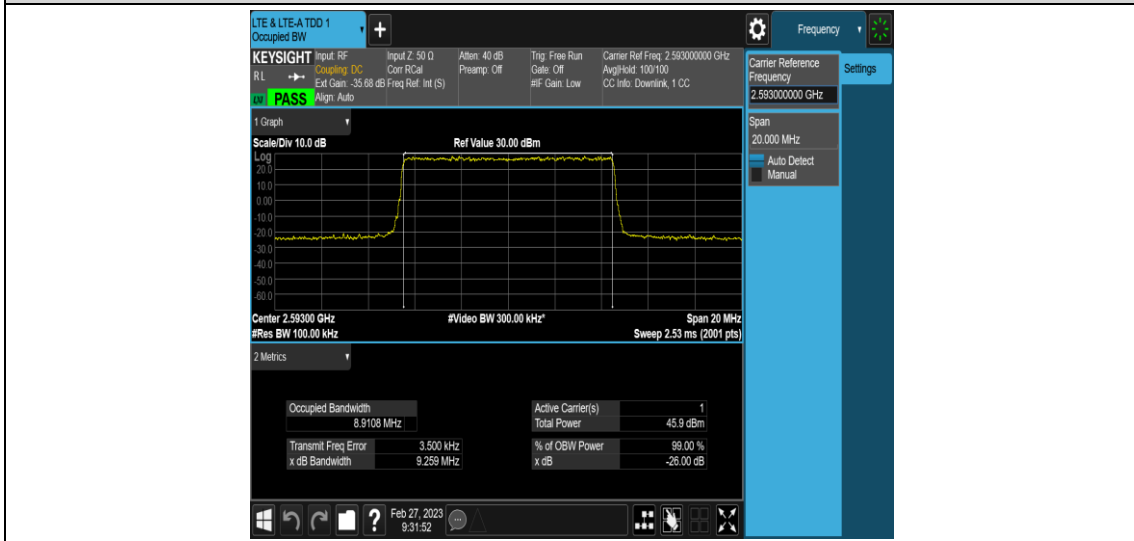 LTE & LTE-A TDD 1
Occupied BW
+
Frequency
KEYSIGHT
RL
LXI PASS
Input: RF
Coupling: DC
Ext Gain: -35.68 dB
Align: Auto
Input Z: 50 Ω
Corr RCal
Freq Ref: Int (S)
Atten: 40 dB
Preamp: Off
Trig: Free Run
Gate: Off
#IF Gain: Low
Carrier Ref Freq: 2.593000000 GHz
Avg|Hold: 100/100
CC Info: Downlink, 1 CC
Carrier Reference
Frequency
2.593000000 GHz
Settings
Span
20.000 MHz
Auto Detect
Manual
1 Graph
Scale/Div 10.0 dB
Ref Value 30.00 dBm
Log
20.0
10.0
0.00
-10.0
-20.0
-30.0
-40.0
-50.0
-60.0
Center 2.59300 GHz
#Video BW 300.00 kHz*
Span 20 MHz
#Res BW 100.00 kHz
Sweep 2.53 ms (2001 pts)
2 Metrics
Occupied Bandwidth
8.9108 MHz
Active Carrier(s) 1
Total Power 45.9 dBm
Transmit Freq Error 3.500 kHz
% of OBW Power 99.00 %
x dB Bandwidth 9.259 MHz
x dB -26.00 dB
?
Feb 27, 2023
9:31:52